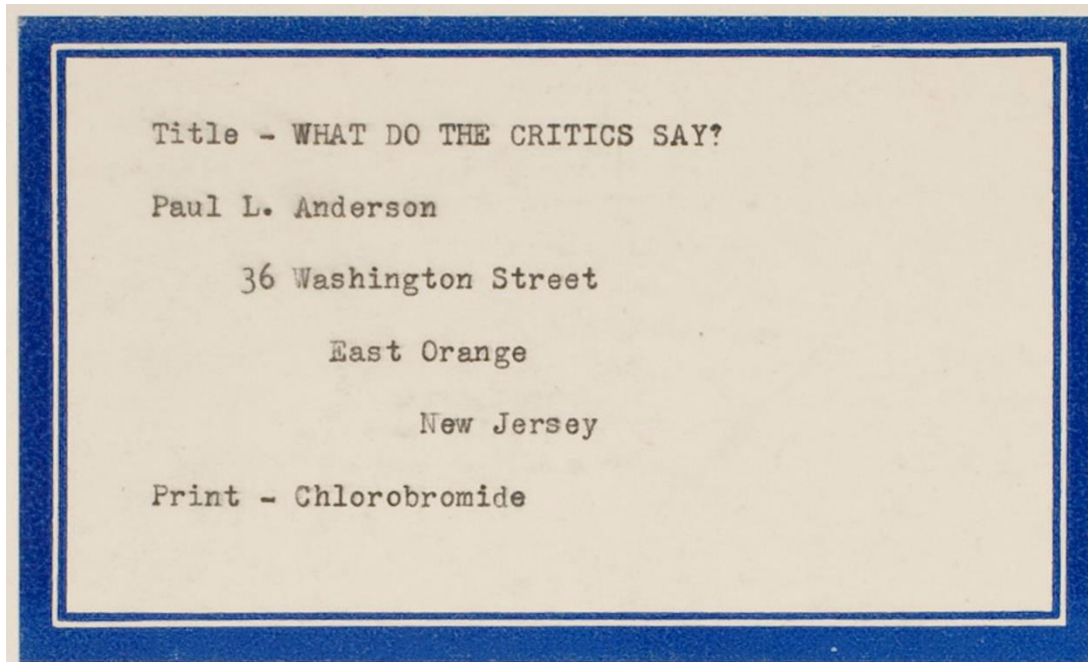 Title - WHAT DO THE CRITICS SAY?
Paul L. Anderson
36 Washington Street
East Orange
New Jersey
Print - Chlorobromide